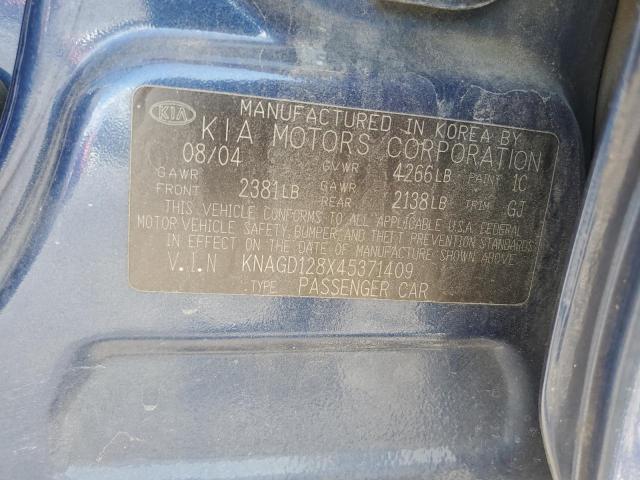 KIA
MANUFACTURED IN KOREA BY
KIA MOTORS CORPORATION
08/04 GVWR 4266LB PAINT 1C
GAWR FRONT 2381LB GAWR REAR 2138LB TRIM GJ
THIS VEHICLE CONFORMS TO ALL APPLICABLE U.S.A. FEDERAL
MOTOR VEHICLE SAFETY, BUMPER, AND THEFT PREVENTION STANDARDS
IN EFFECT ON THE DATE OF MANUFACTURE SHOWN ABOVE.
V.I.N KNAGD128X45371409
TYPE PASSENGER CAR